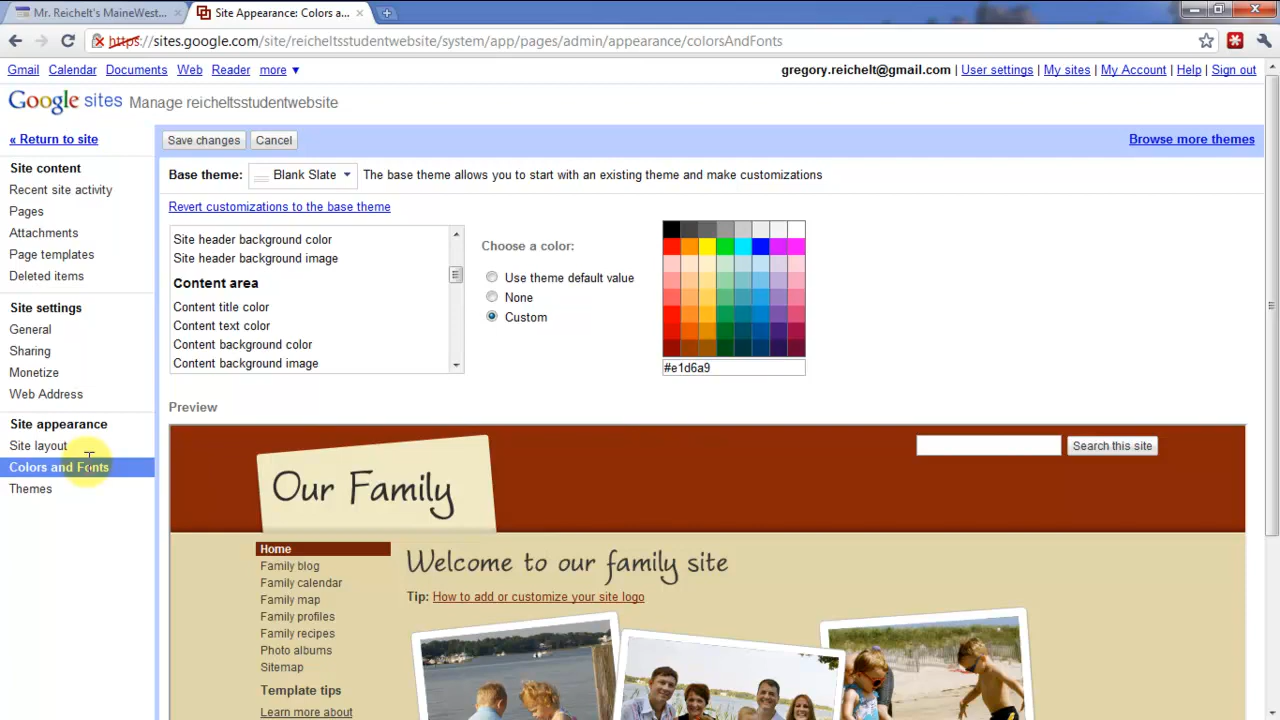 Mr. Reichelt's MaineWest...
Site Appearance: Colors a...
https://sites.google.com/site/reicheltsstudentwebsite/system/app/pages/admin/appearance/colorsAndFonts
Gmail Calendar Documents Web Reader more ▼
gregory.reichelt@gmail.com | User settings | My sites | My Account | Help | Sign out
Google sites Manage reicheltsstudentwebsite
« Return to site
Save changes Cancel
Browse more themes
Site content
Recent site activity
Pages
Attachments
Page templates
Deleted items
Site settings
General
Sharing
Monetize
Web Address
Site appearance
Site layout
Colors and Fonts
Themes
Base theme: Blank Slate The base theme allows you to start with an existing theme and make customizations
Revert customizations to the base theme
Site header background color
Site header background image
Content area
Content title color
Content text color
Content background color
Content background image
Choose a color:
Use theme default value
None
Custom
#e1d6a9
Preview
Our Family
Search this site
Home
Family blog
Family calendar
Family map
Family profiles
Family recipes
Photo albums
Sitemap
Template tips
Learn more about
Welcome to our family site
Tip: How to add or customize your site logo